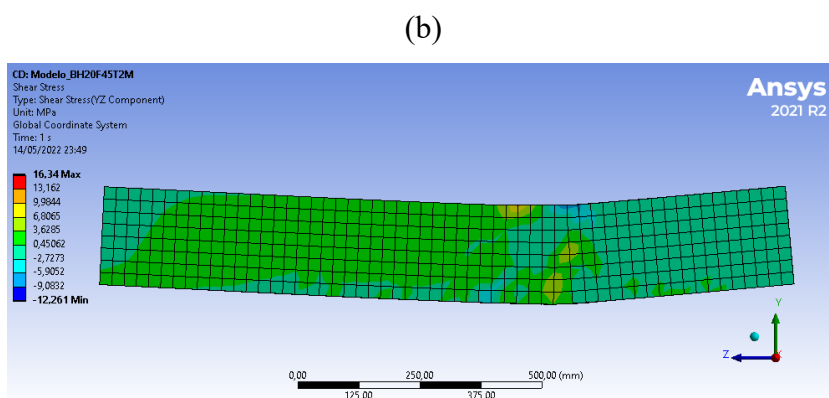 (b)
CD: Modelo_BH20F45T2M
Shear Stress
Type: Shear Stress(YZ Component)
Unit: MPa
Global Coordinate System
Time: 1 s
14/05/2022 23:49
Ansys
2021 R2
16,34 Max
13,162
9,9844
6,8065
3,6285
0,45062
-2,7273
-5,9052
-9,0832
-12,261 Min
Y
Z
X
0,00 250,00 500,00 (mm)
125,00 375,00